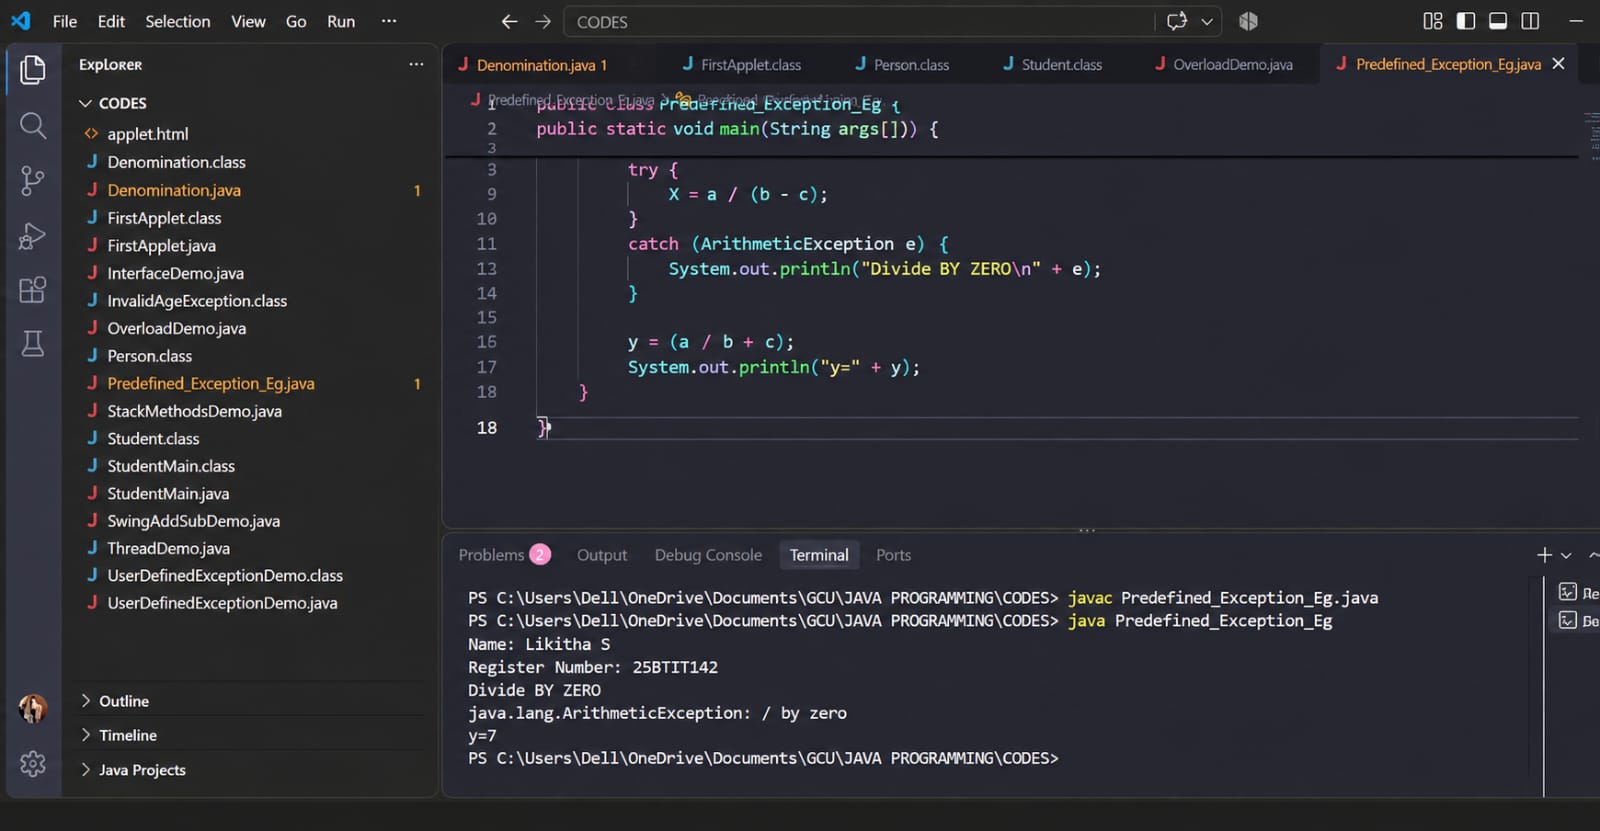 File Edit Selection View Go Run ···
CODES
ExpLORER ···
CODES
applet.html
Denomination.class
Denomination.java 1
FirstApplet.class
FirstApplet.java
InterfaceDemo.java
InvalidAgeException.class
OverloadDemo.java
Person.class
Predefined_Exception_Eg.java 1
StackMethodsDemo.java
Student.class
StudentMain.class
StudentMain.java
SwingAddSubDemo.java
ThreadDemo.java
UserDefinedExceptionDemo.class
UserDefinedExceptionDemo.java
Outline
Timeline
Java Projects
Denomination.java 1 FirstApplet.class Person.class Student.class OverloadDemo.java Predefined_Exception_Eg.java
Predefined_Exception_Eg.java
1 public class Predefined_Exception_Eg {
2 public static void main(String args[])) {
3
3 try {
9 X = a / (b - c);
10 }
11 catch (ArithmeticException e) {
13 System.out.println("Divide BY ZERO\n" + e);
14 }
15
16 y = (a / b + c);
17 System.out.println("y=" + y);
18 }
18 }
Problems 2 Output Debug Console Terminal Ports
PS C:\Users\Dell\OneDrive\Documents\GCU\JAVA PROGRAMMING\CODES> javac Predefined_Exception_Eg.java
PS C:\Users\Dell\OneDrive\Documents\GCU\JAVA PROGRAMMING\CODES> java Predefined_Exception_Eg
Name: Likitha S
Register Number: 25BTIT142
Divide BY ZERO
java.lang.ArithmeticException: / by zero
y=7
PS C:\Users\Dell\OneDrive\Documents\GCU\JAVA PROGRAMMING\CODES>